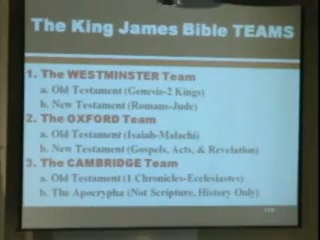 The King James Bible TEAMS
1. The WESTMINSTER Team
a. Old Testament (Genesis-2 Kings)
b. New Testament (Romans-Jude)
2. The OXFORD Team
a. Old Testament (Isaiah-Malachi)
b. New Testament (Gospels, Acts, & Revelation)
3. The CAMBRIDGE Team
a. Old Testament (1 Chronicles-Ecclesiastes)
b. The Apocrypha (Not Scripture, History Only)